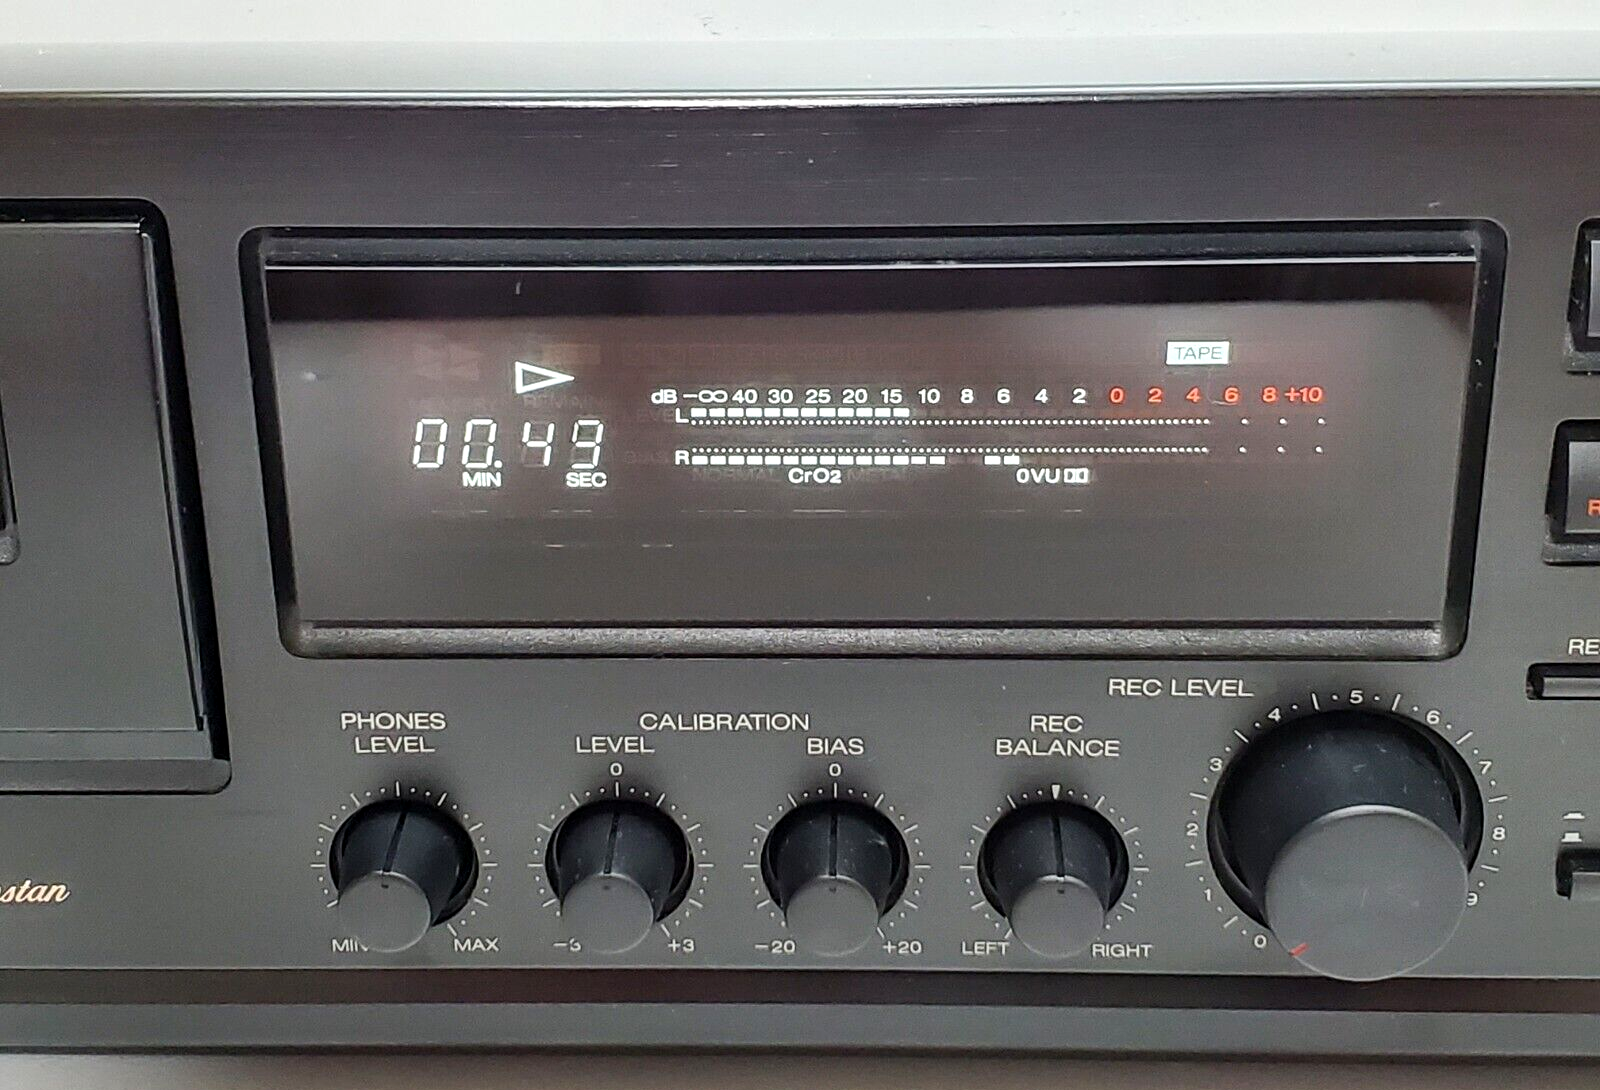 TAPE
dB -∞ 40 30 25 20 15 10 8 6 4 2 0 2 4 6 8 +10
L
00.49
R
MIN SEC
CrO2 0VU
REC LEVEL
PHONES LEVEL
CALIBRATION
LEVEL BIAS
REC BALANCE
0 0
0 1 2 3 4 5 6 7 8 9
MIN MAX
-3 +3
-20 +20
LEFT RIGHT